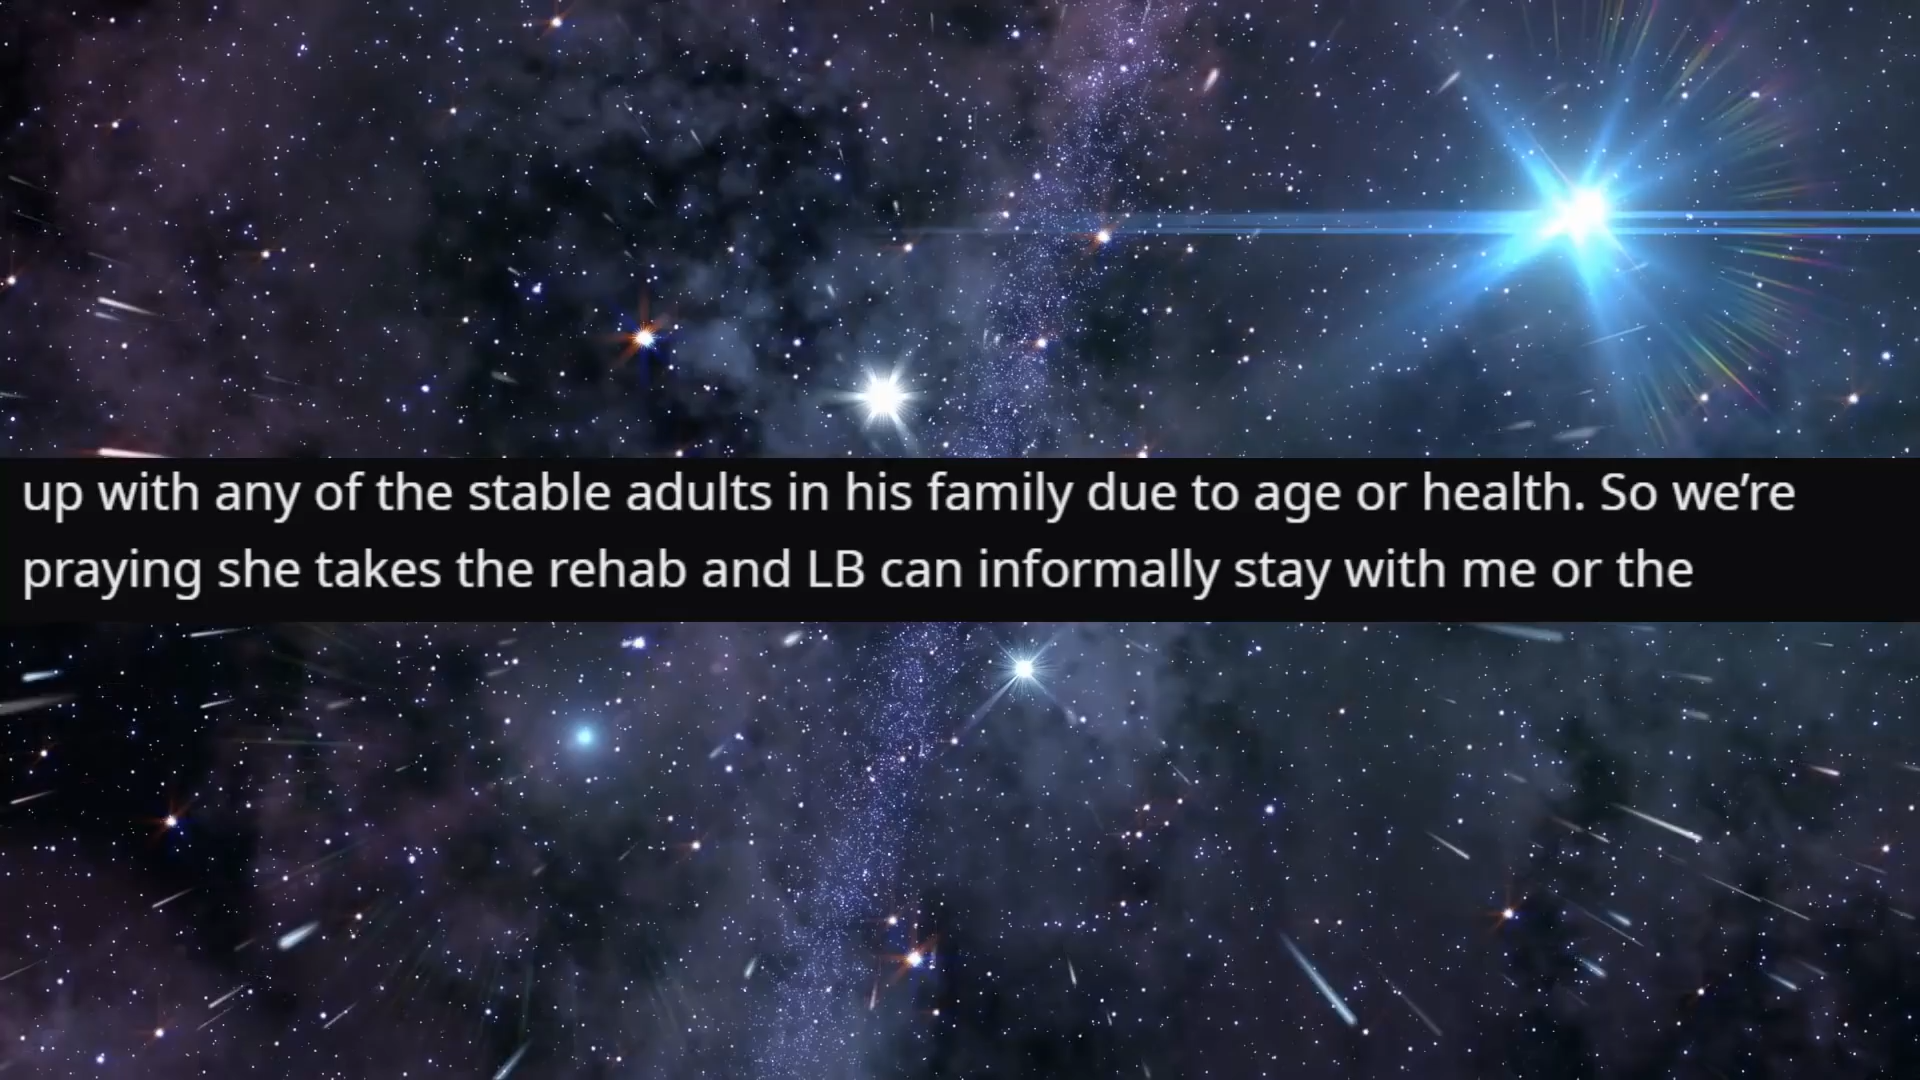 up with any of the stable adults in his family due to age or health. So we’re
praying she takes the rehab and LB can informally stay with me or the